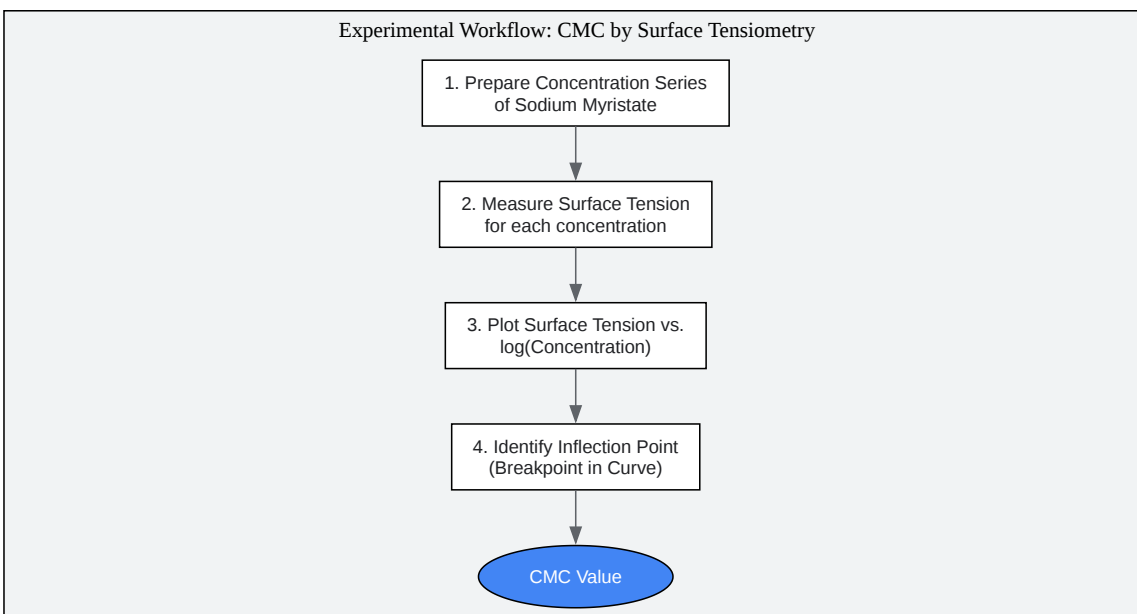 Experimental Workflow: CMC by Surface Tensiometry
1. Prepare Concentration Series
of Sodium Myristate
2. Measure Surface Tension
for each concentration
3. Plot Surface Tension vs.
log(Concentration)
4. Identify Inflection Point
(Breakpoint in Curve)
CMC Value